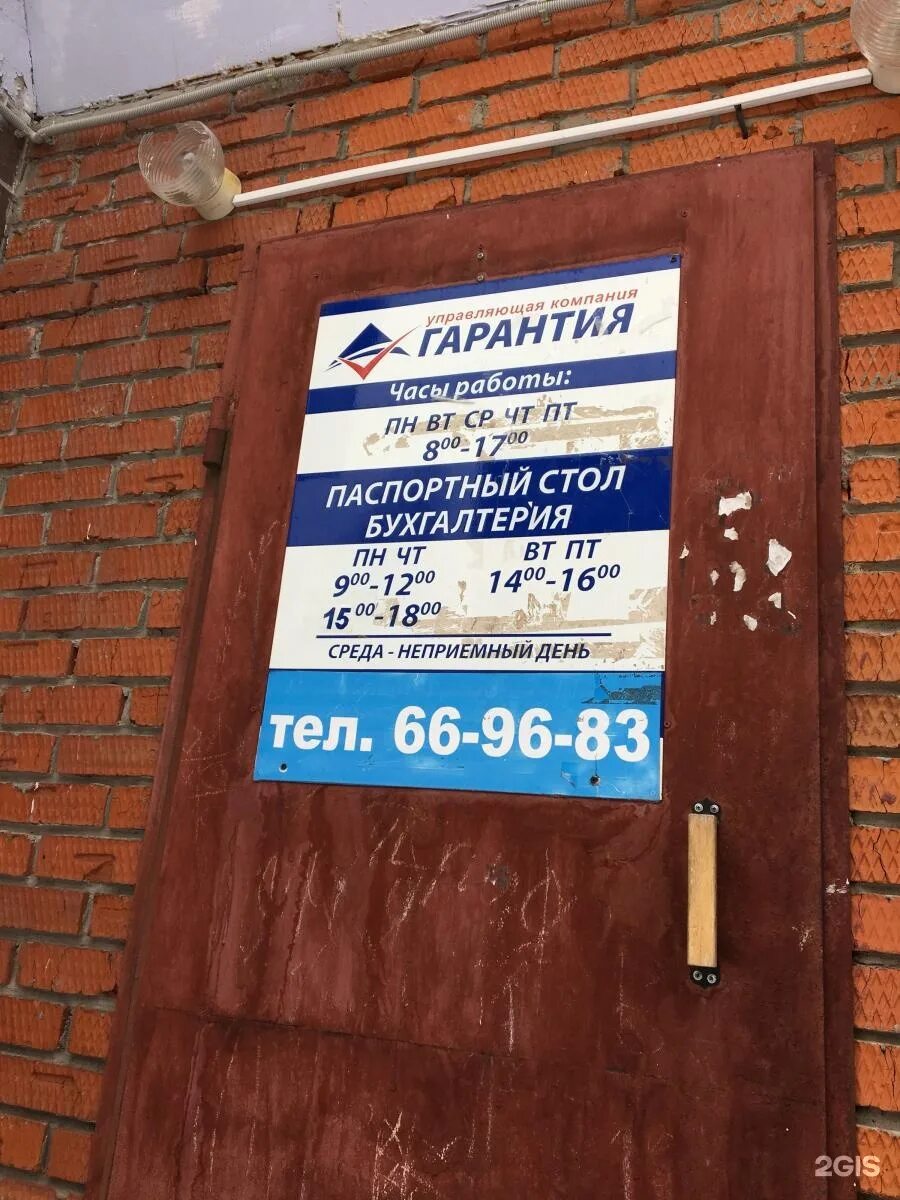 управляющая компания
ГАРАНТИЯ
Часы работы:
ПН ВТ СР ЧТ ПТ
8⁰⁰-17⁰⁰
ПАСПОРТНЫЙ СТОЛ
БУХГАЛТЕРИЯ
ПН ЧТ ВТ ПТ
9⁰⁰-12⁰⁰ 14⁰⁰-16⁰⁰
15⁰⁰-18⁰⁰
СРЕДА - НЕПРИЕМНЫЙ ДЕНЬ
тел. 66-96-83
2GIS